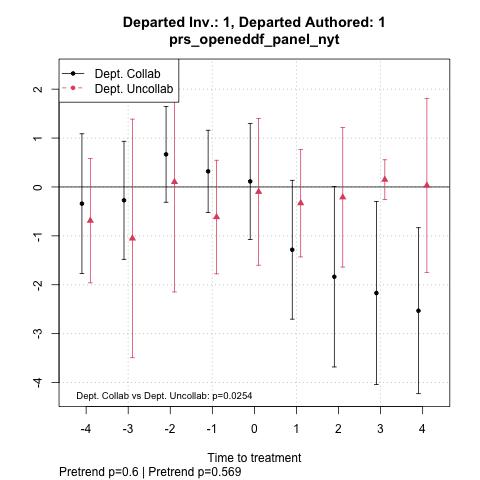 Departed Inv.: 1, Departed Authored: 1
prs_openeddf_panel_nyt
Dept. Collab
Dept. Uncollab
2
1
0
-1
-2
-3
-4
Dept. Collab vs Dept. Uncollab: p=0.0254
-4 -3 -2 -1 0 1 2 3 4
Time to treatment
Pretrend p=0.6 | Pretrend p=0.569